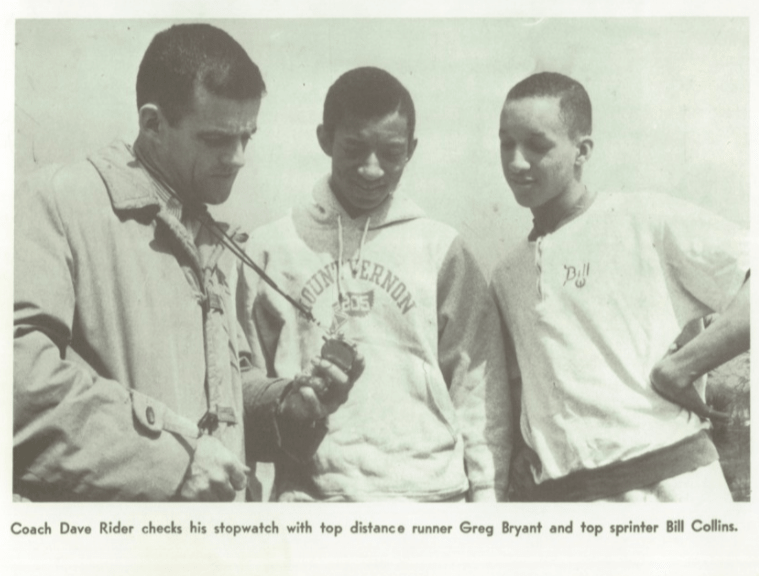 OUNT VERNON
Bill
Coach Dave Rider checks his stopwatch with top distance runner Greg Bryant and top sprinter Bill Collins.